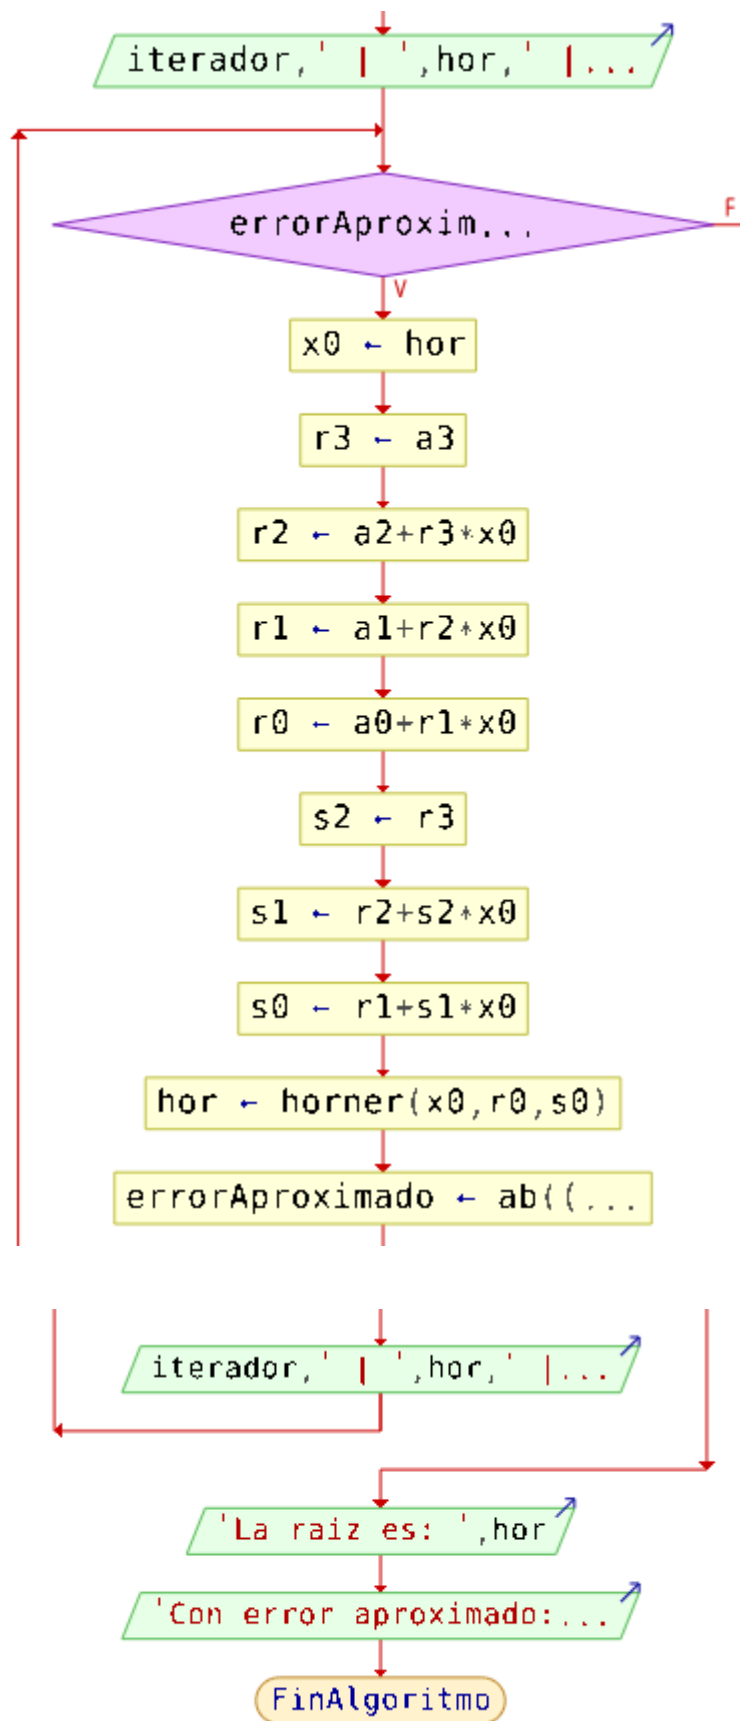 iterador,' | ',hor,' |...
errorAproxim...
F
V
x0 ← hor
r3 ← a3
r2 ← a2+r3*x0
r1 ← a1+r2*x0
r0 ← a0+r1*x0
s2 ← r3
s1 ← r2+s2*x0
s0 ← r1+s1*x0
hor ← horner(x0,r0,s0)
errorAproximado ← ab((...
iterador,' | ',hor,' |...
'La raiz es: ',hor
'Con error aproximado:...
FinAlgoritmo